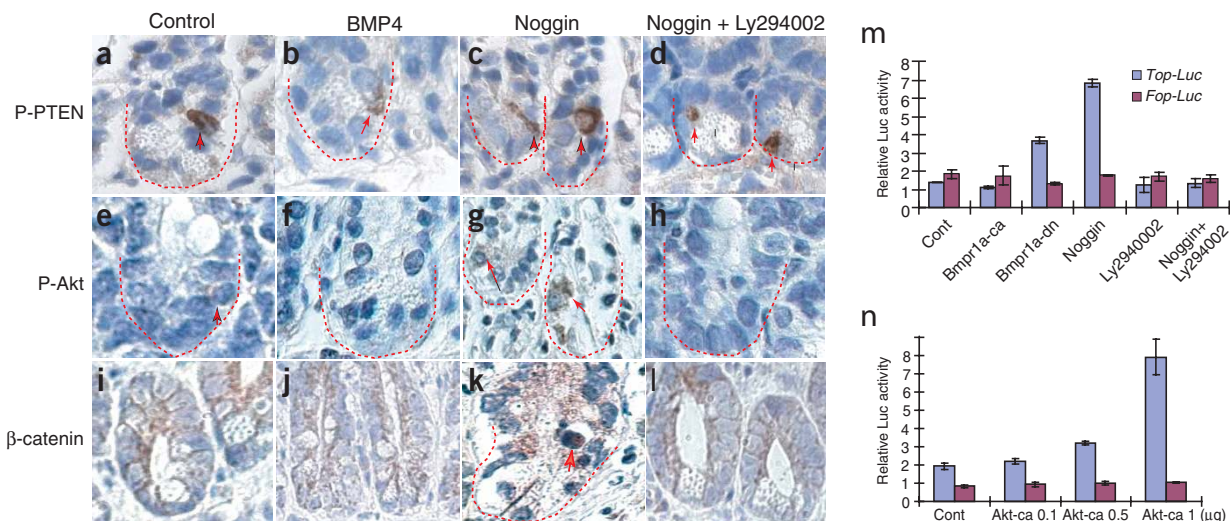 Control BMP4 Noggin Noggin + Ly294002
a b c d
P-PTEN
e f g h
P-Akt
i j k l
β-catenin
m
Top-Luc
Fop-Luc
Relative Luc activity
8
7
6
5
4
3
2
1
0
Cont Bmpr1a-ca Bmpr1a-dn Noggin Ly294002 Noggin+
Ly294002
n
Relative Luc activity
8
7
6
5
4
3
2
1
0
Cont Akt-ca 0.1 Akt-ca 0.5 Akt-ca 1 (μg)